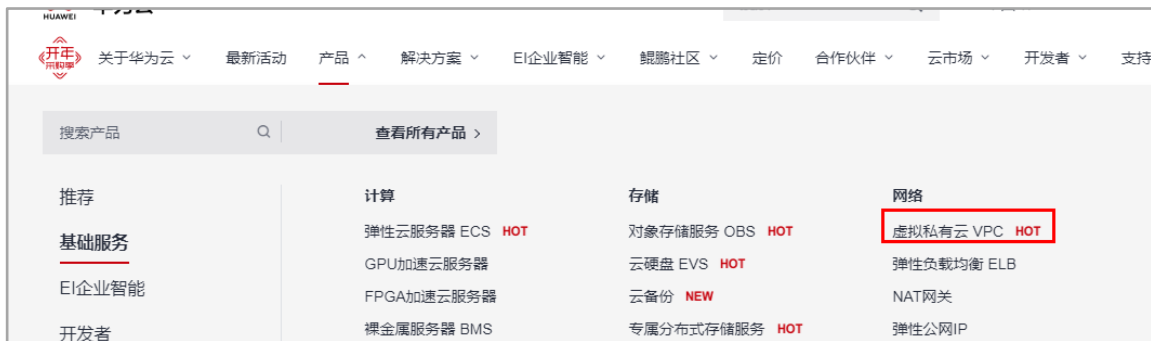 HUAWEI
开年
采购季
关于华为云 最新活动 产品 解决方案 EI企业智能 鲲鹏社区 定价 合作伙伴 云市场 开发者 支持
搜索产品 查看所有产品 >
推荐
基础服务
EI企业智能
开发者
计算
弹性云服务器 ECS HOT
GPU加速云服务器
FPGA加速云服务器
裸金属服务器 BMS
存储
对象存储服务 OBS HOT
云硬盘 EVS HOT
云备份 NEW
专属分布式存储服务 HOT
网络
虚拟私有云 VPC HOT
弹性负载均衡 ELB
NAT网关
弹性公网IP